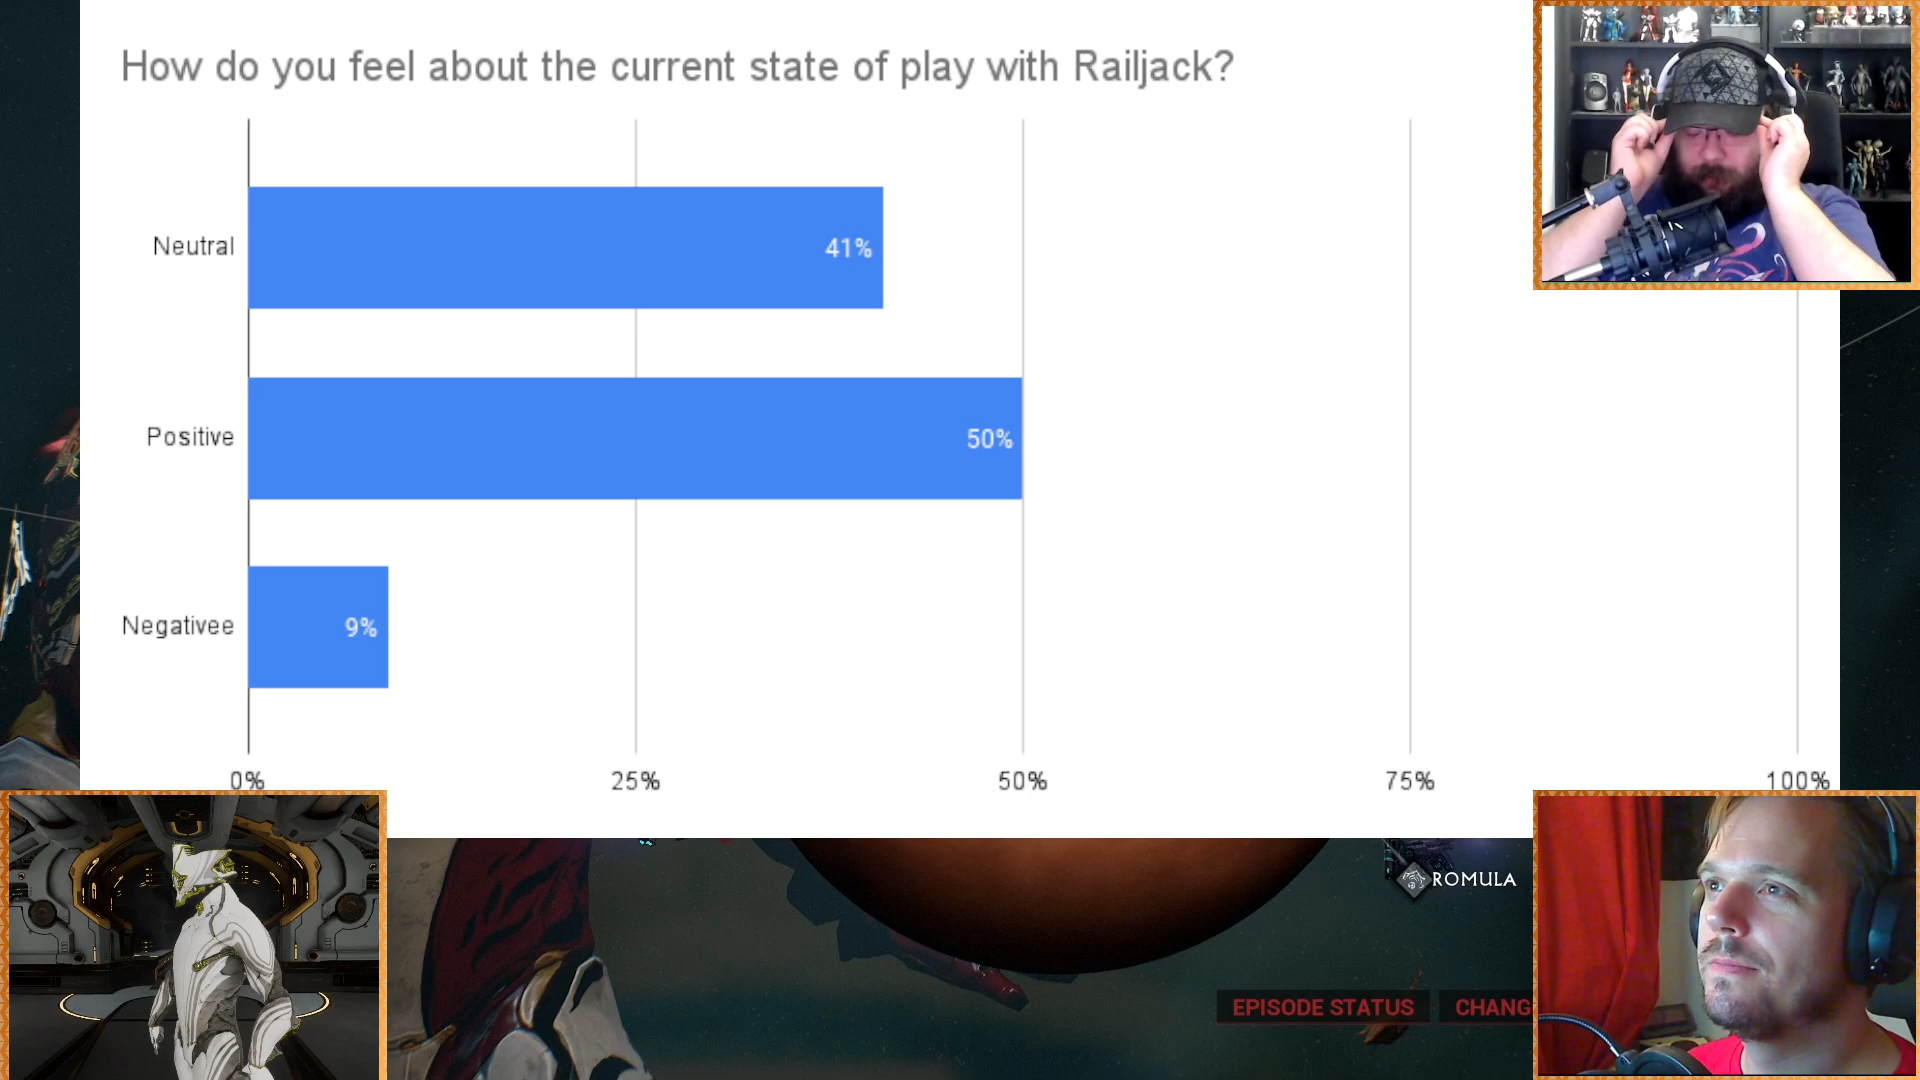 How do you feel about the current state of play with Railjack?
Neutral
41%
Positive
50%
Negativee
9%
0%
25%
50%
75%
100%
ROMULA
EPISODE STATUS
CHANG